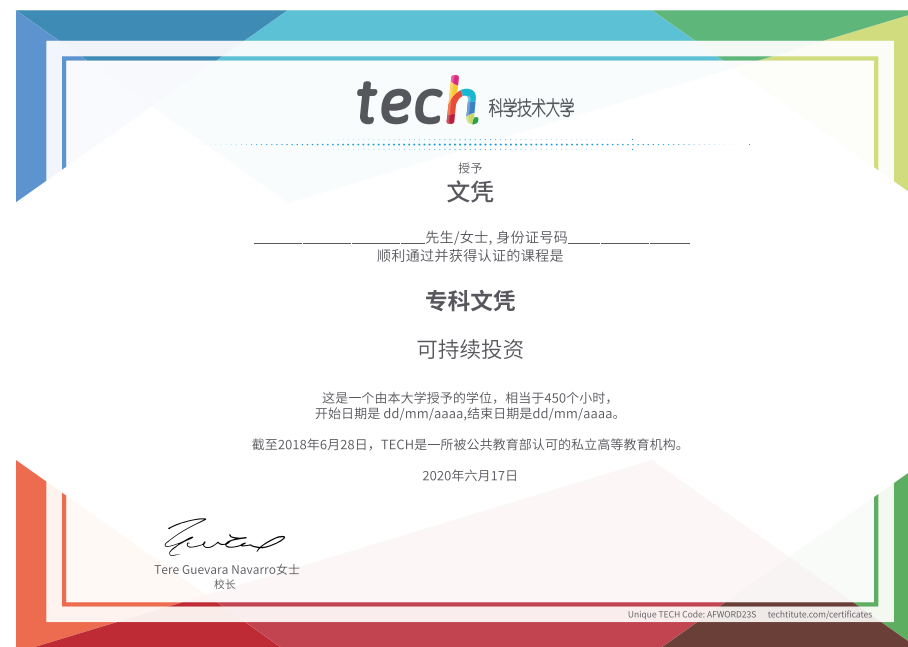 tech 科学技术大学
授予
文凭
______________________先生/女士, 身份证号码_______________
顺利通过并获得认证的课程是
专科文凭
可持续投资
这是一个由本大学授予的学位，相当于450个小时，
开始日期是 dd/mm/aaaa,结束日期是dd/mm/aaaa。
截至2018年6月28日，TECH是一所被公共教育部认可的私立高等教育机构。
2020年六月17日
Tere Guevara Navarro女士
校长
Unique TECH Code: AFWORD23S techtitute.com/certificates